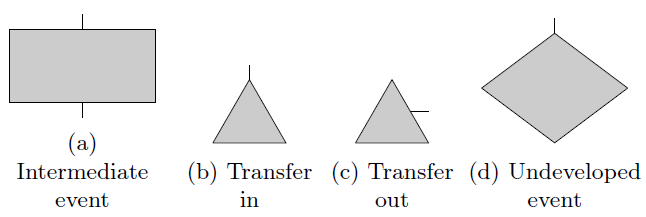 (a)
Intermediate
event
(b) Transfer
in
(c) Transfer
out
(d) Undeveloped
event